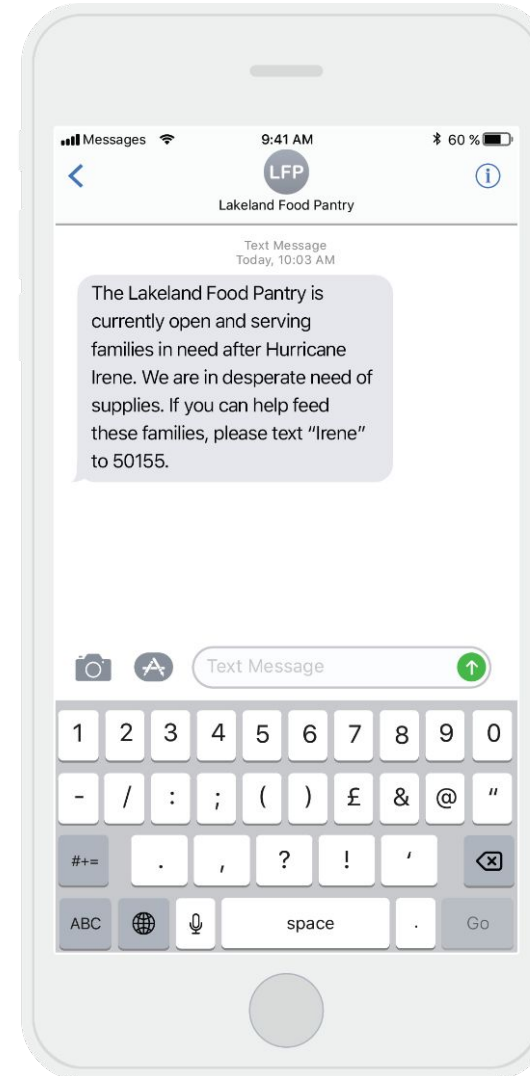 Messages 9:41 AM 60 %
LFP
Lakeland Food Pantry
Text Message
Today, 10:03 AM
The Lakeland Food Pantry is
currently open and serving
families in need after Hurricane
Irene. We are in desperate need of
supplies. If you can help feed
these families, please text “Irene”
to 50155.
Text Message
1 2 3 4 5 6 7 8 9 0
- / : ; ( ) £ & @ "
#+= . , ? ! '
ABC space . Go